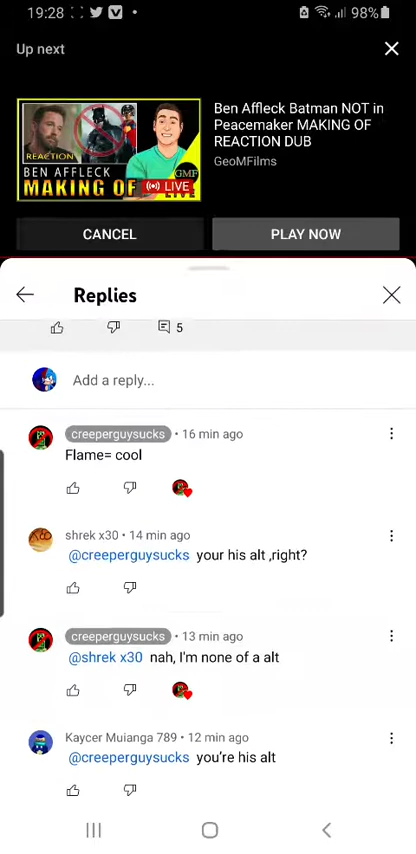 19:28
98%
Up next
REACTION
BEN AFFLECK
MAKING OF
LIVE
GMF
Ben Affleck Batman NOT in
Peacemaker MAKING OF
REACTION DUB
GeoMFilms
CANCEL
PLAY NOW
Replies
5
Add a reply...
creeperguysucks • 16 min ago
Flame= cool
shrek x30 • 14 min ago
@creeperguysucks your his alt ,right?
creeperguysucks • 13 min ago
@shrek x30 nah, I'm none of a alt
Kaycer Muianga 789 • 12 min ago
@creeperguysucks you're his alt